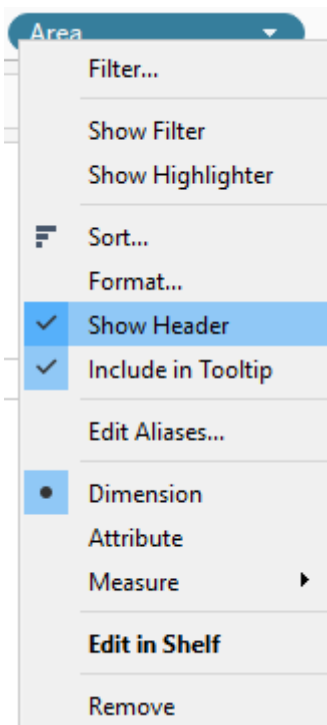 Area
Filter...
Show Filter
Show Highlighter
Sort...
Format...
Show Header
Include in Tooltip
Edit Aliases...
Dimension
Attribute
Measure
Edit in Shelf
Remove